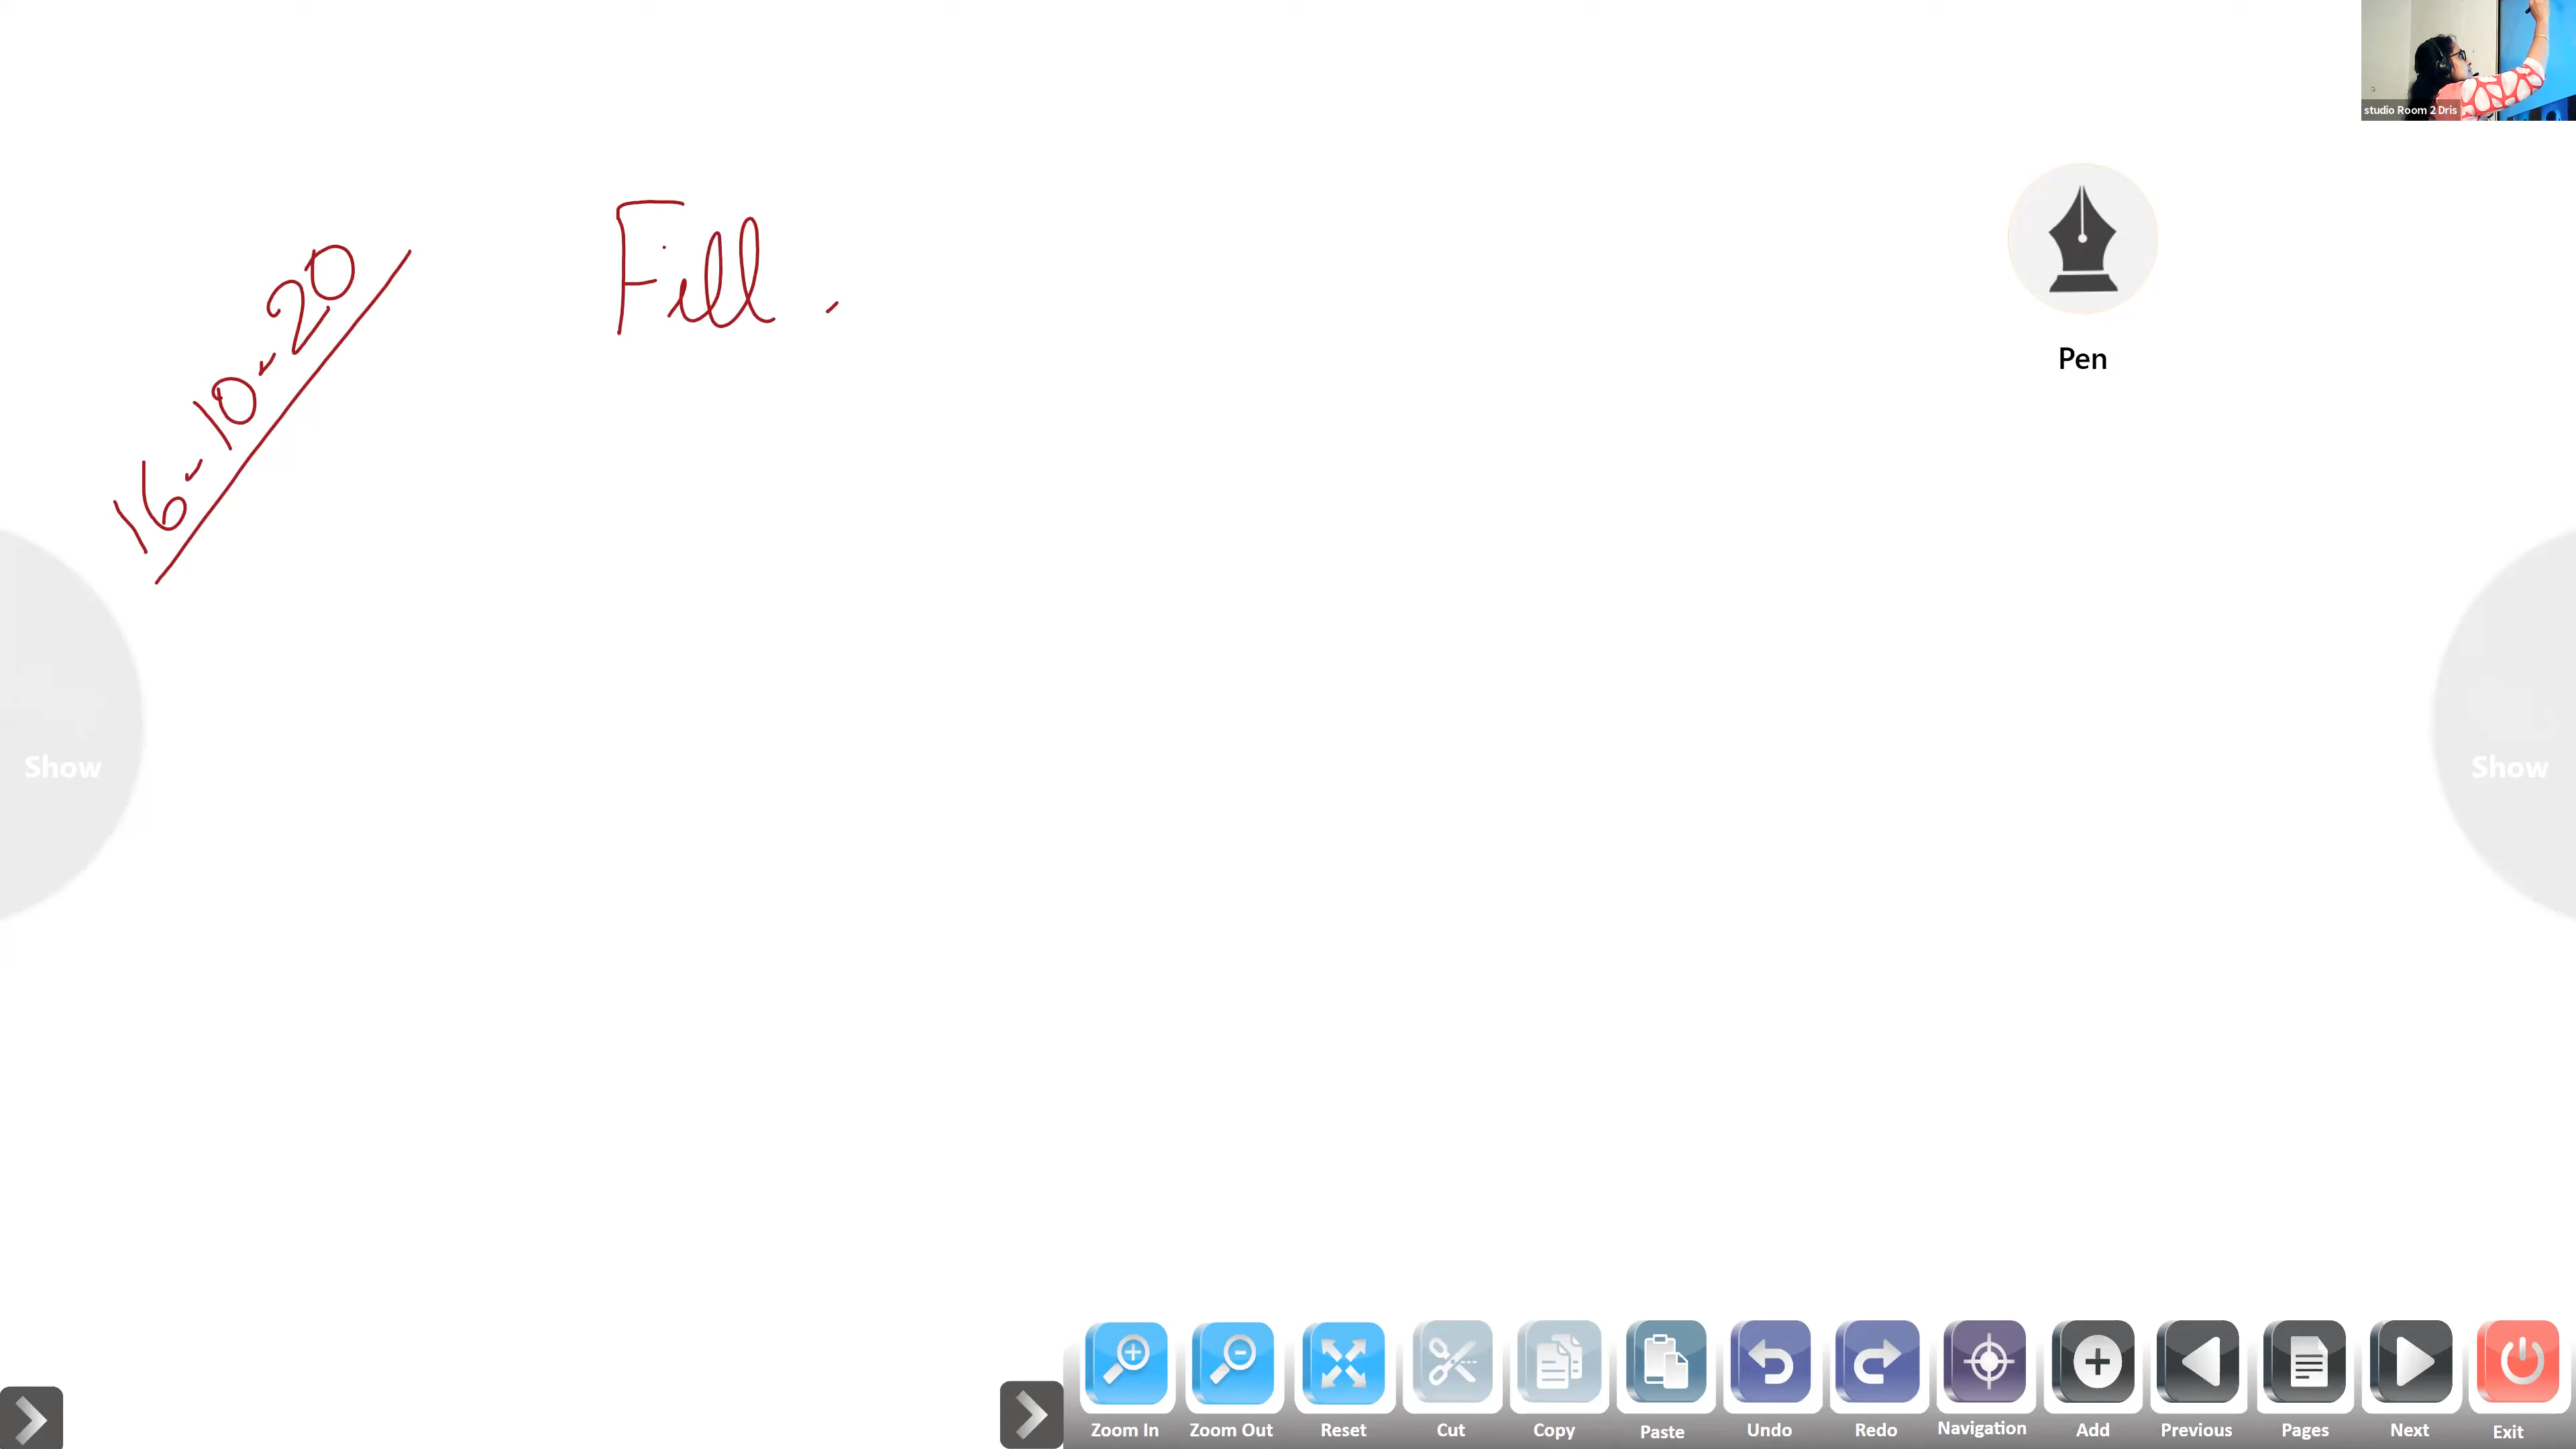 studio Room 2 Dris
16-10-20
Fill .
Pen
Show
Show
Zoom In
Zoom Out
Reset
Cut
Copy
Paste
Undo
Redo
Navigation
Add
Previous
Pages
Next
Exit